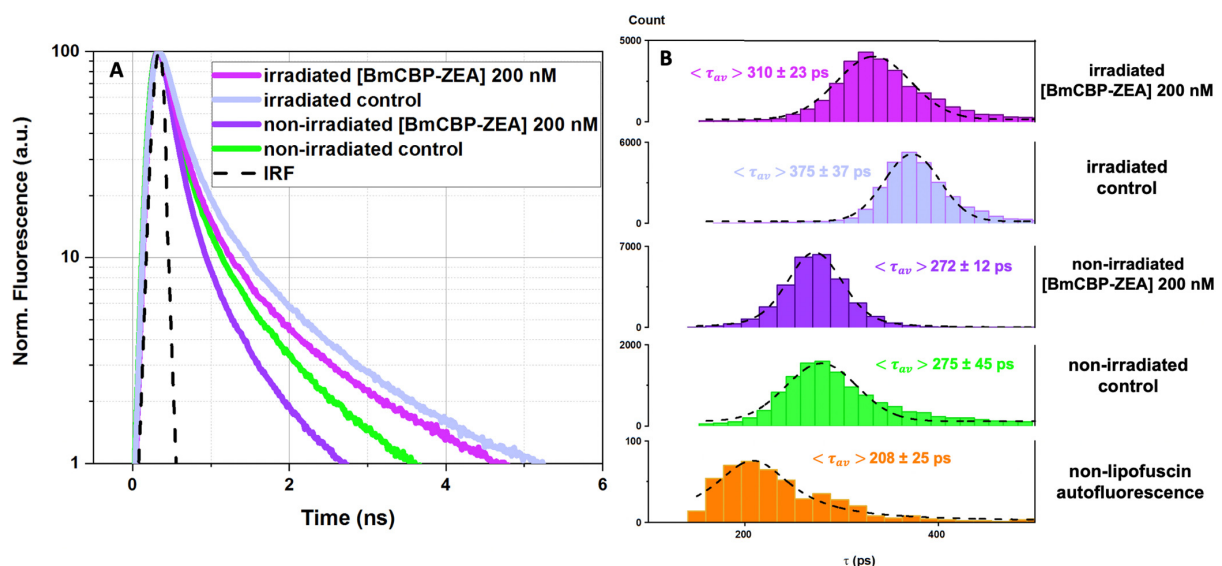 A
Norm. Fluorescence (a.u.)
100
10
1
irradiated [BmCBP-ZEA] 200 nM
irradiated control
non-irradiated [BmCBP-ZEA] 200 nM
non-irradiated control
IRF
0
2
4
6
Time (ns)
Count
B
5000
0
< τav > 310 ± 23 ps
irradiated
[BmCBP-ZEA] 200 nM
6000
0
< τav > 375 ± 37 ps
irradiated
control
7000
0
< τav > 272 ± 12 ps
non-irradiated
[BmCBP-ZEA] 200 nM
2000
0
< τav > 275 ± 45 ps
non-irradiated
control
100
0
< τav > 208 ± 25 ps
non-lipofuscin
autofluorescence
200
400
τ (ps)